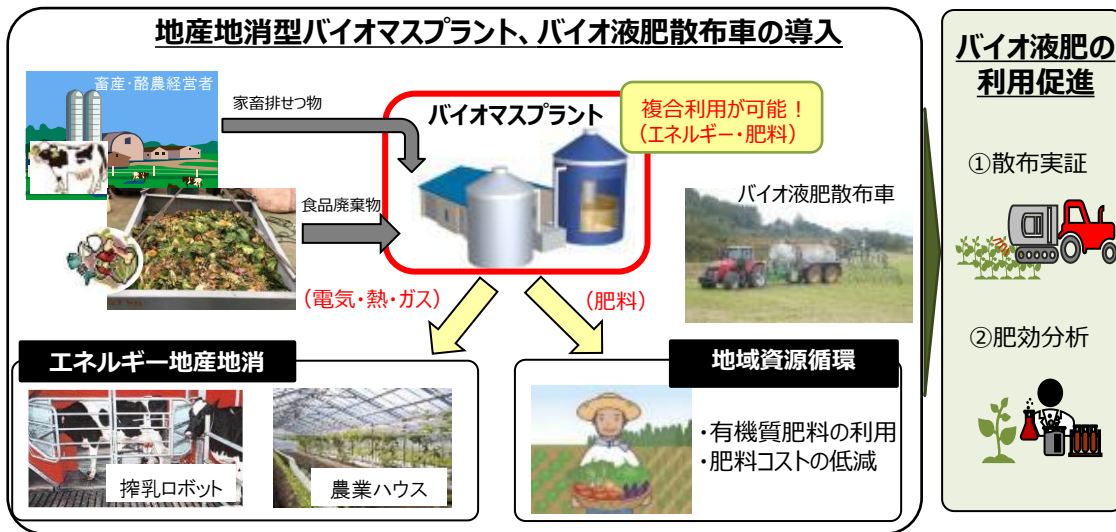 地産地消型バイオマスプラント、バイオ液肥散布車の導入
畜産・酪農経営者
家畜排せつ物
バイオマスプラント
複合利用が可能！
（エネルギー・肥料）
食品廃棄物
バイオ液肥散布車
（電気・熱・ガス）
（肥料）
エネルギー地産地消
搾乳ロボット
農業ハウス
地域資源循環
・有機質肥料の利用
・肥料コストの低減
バイオ液肥の
利用促進
①散布実証
②肥効分析